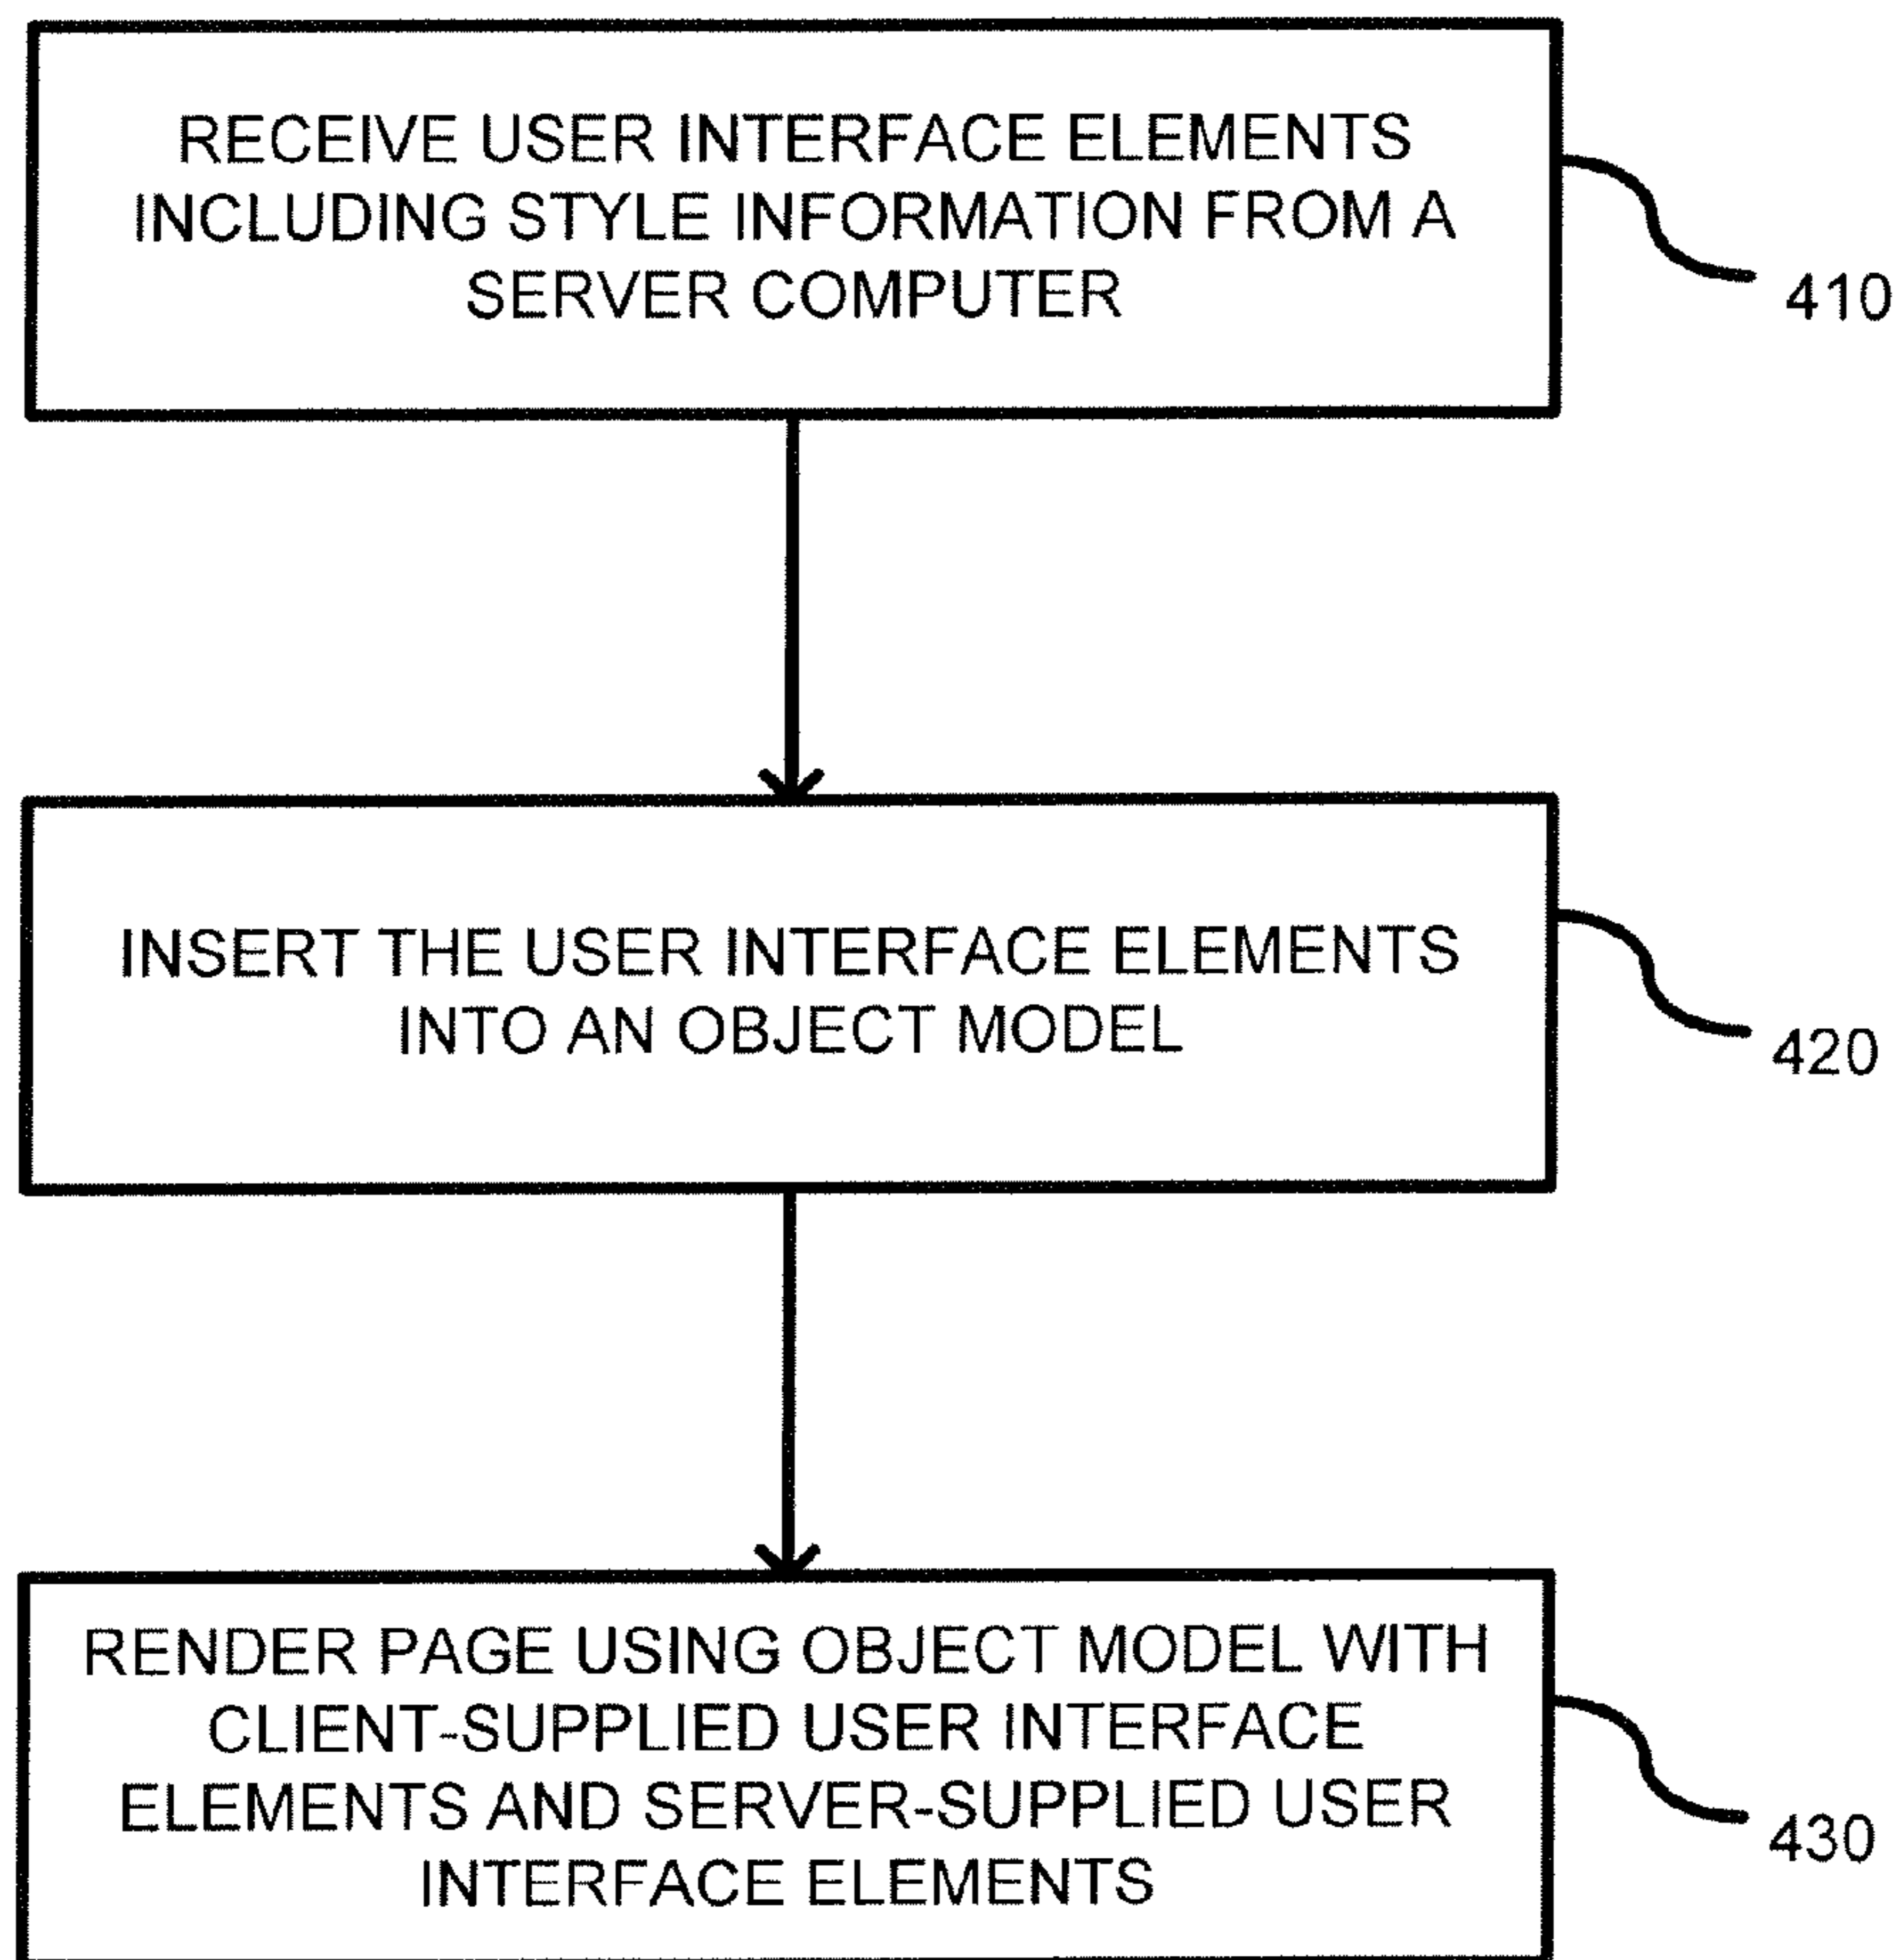 RECEIVE USER INTERFACE ELEMENTS
INCLUDING STYLE INFORMATION FROM A
SERVER COMPUTER
410
INSERT THE USER INTERFACE ELEMENTS
INTO AN OBJECT MODEL
420
RENDER PAGE USING OBJECT MODEL WITH
CLIENT-SUPPLIED USER INTERFACE
ELEMENTS AND SERVER-SUPPLIED USER
INTERFACE ELEMENTS
430